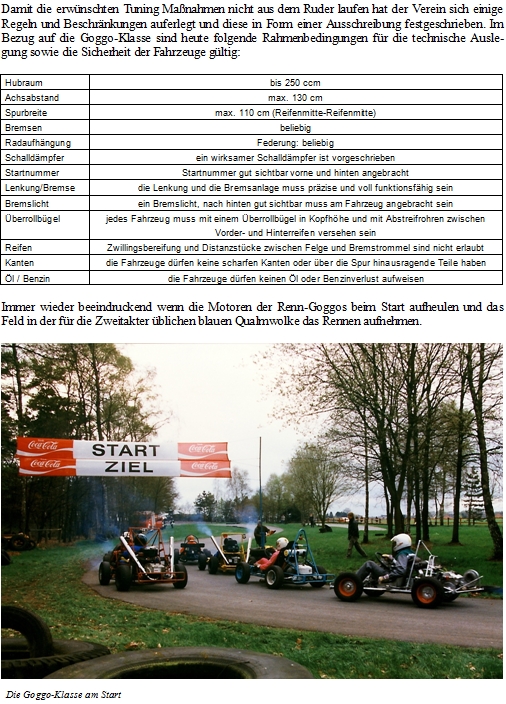 Damit die erwünschten Tuning Maßnahmen nicht aus dem Ruder laufen hat der Verein sich einige
Regeln und Beschränkungen auferlegt und diese in Form einer Ausschreibung festgeschrieben. Im
Bezug auf die Goggo-Klasse sind heute folgende Rahmenbedingungen für die technische Ausle-
gung sowie die Sicherheit der Fahrzeuge gültig:
Hubraum bis 250 ccm
Achsabstand max. 130 cm
Spurbreite max. 110 cm (Reifenmitte-Reifenmitte)
Bremsen beliebig
Radaufhängung Federung: beliebig
Schalldämpfer ein wirksamer Schalldämpfer ist vorgeschrieben
Startnummer Startnummer gut sichtbar vorne und hinten angebracht
Lenkung/Bremse die Lenkung und die Bremsanlage muss präzise und voll funktionsfähig sein
Bremslicht ein Bremslicht, nach hinten gut sichtbar muss am Fahrzeug angebracht sein
Überrollbügel jedes Fahrzeug muss mit einem Überrollbügel in Kopfhöhe und mit Abstreifrohren zwischen
Vorder- und Hinterreifen versehen sein
Reifen Zwillingsbereifung und Distanzstücke zwischen Felge und Bremstrommel sind nicht erlaubt
Kanten die Fahrzeuge dürfen keine scharfen Kanten oder über die Spur hinausragende Teile haben
Öl / Benzin die Fahrzeuge dürfen keinen Öl oder Benzinverlust aufweisen
Immer wieder beeindruckend wenn die Motoren der Renn-Goggos beim Start aufheulen und das
Feld in der für die Zweitakter üblichen blauen Qualmwolke das Rennen aufnehmen.
Coca-Cola START Coca-Cola
Coca-Cola ZIEL Coca-Cola
Die Goggo-Klasse am Start